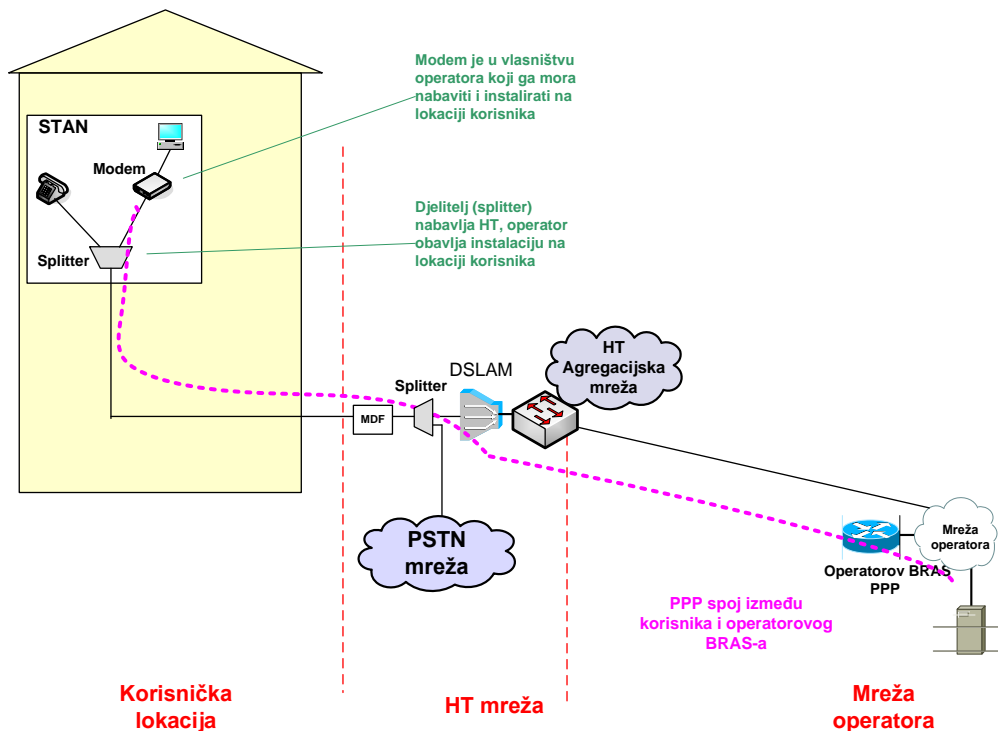 Modem je u vlasništvu
operatora koji ga mora
nabaviti i instalirati na
lokaciji korisnika
STAN
Modem
Djelitelj (splitter)
nabavlja HT, operator
obavlja instalaciju na
lokaciji korisnika
Splitter
HT
Agregacijska
mreža
DSLAM
Splitter
MDF
PSTN
mreža
Mreža
operatora
Operatorov BRAS
PPP
PPP spoj između
korisnika i operatorovog
BRAS-a
Korisnička
lokacija
HT mreža
Mreža
operatora